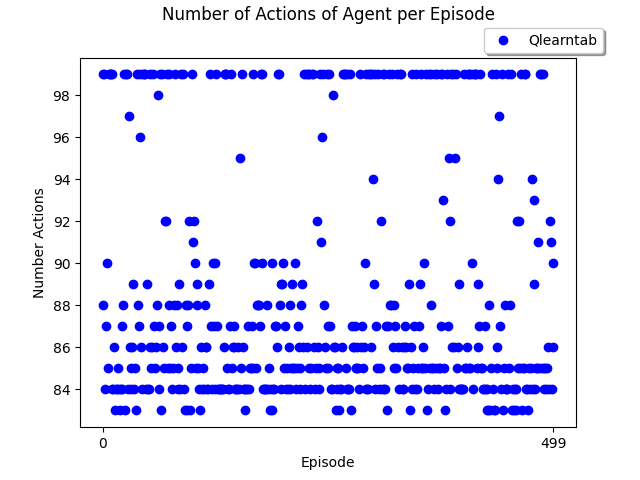 Number of Actions of Agent per Episode
Qlearntab
98
96
94
92
90
88
86
84
Number Actions
0
499
Episode